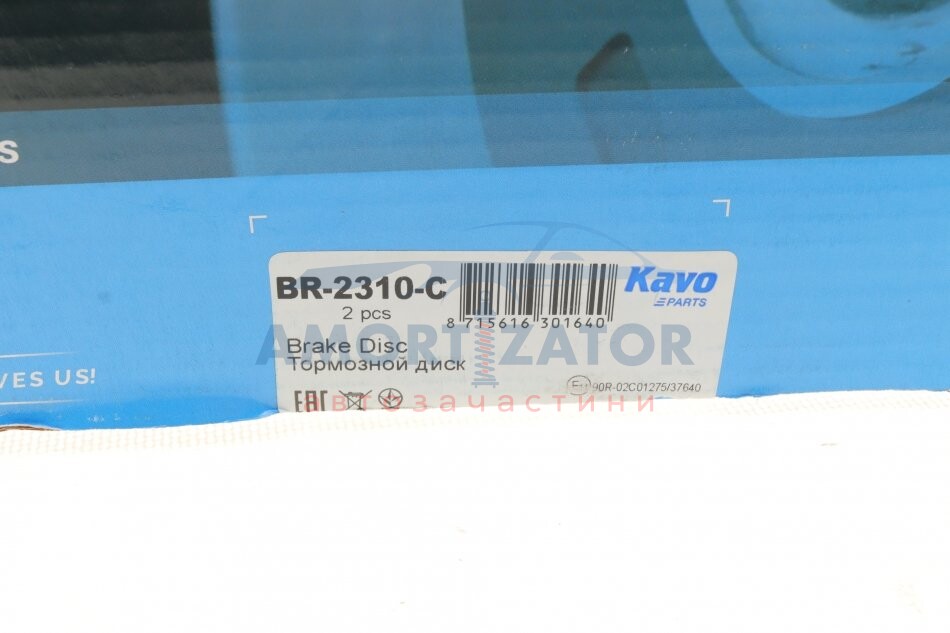 S
BR-2310-C
2 pcs
Kavo
PARTS
8 715616 301640
Brake Disc
Тормозной диск
AMORTIZATOR
VES US!
EAC
90R-02C01275/37640
автозачастини